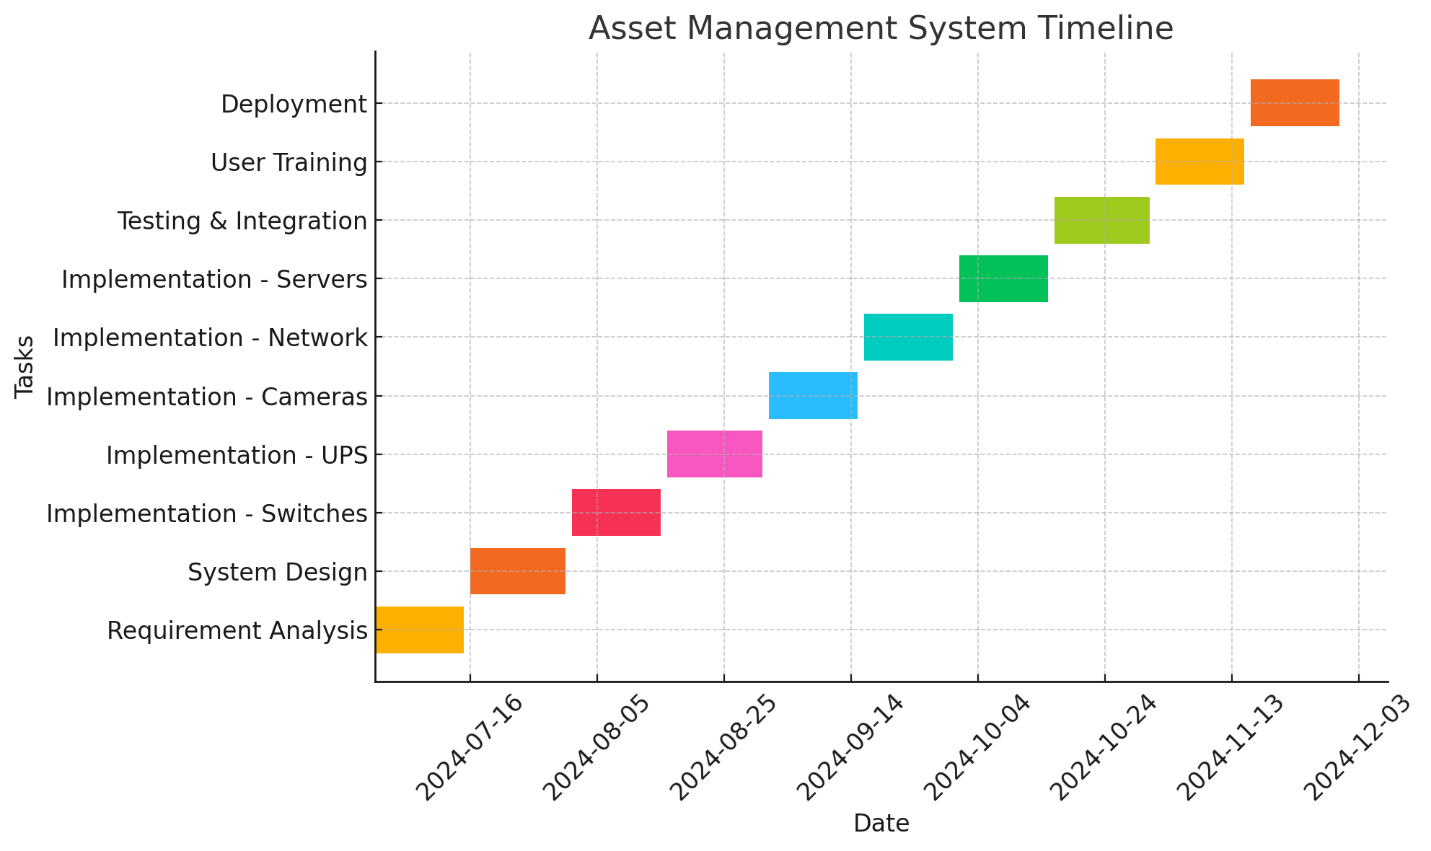 Asset Management System Timeline
Deployment
User Training
Testing & Integration
Implementation - Servers
Implementation - Network
Implementation - Cameras
Implementation - UPS
Implementation - Switches
System Design
Requirement Analysis
Tasks
2024-07-16
2024-08-05
2024-08-25
2024-09-14
2024-10-04
2024-10-24
2024-11-13
2024-12-03
Date